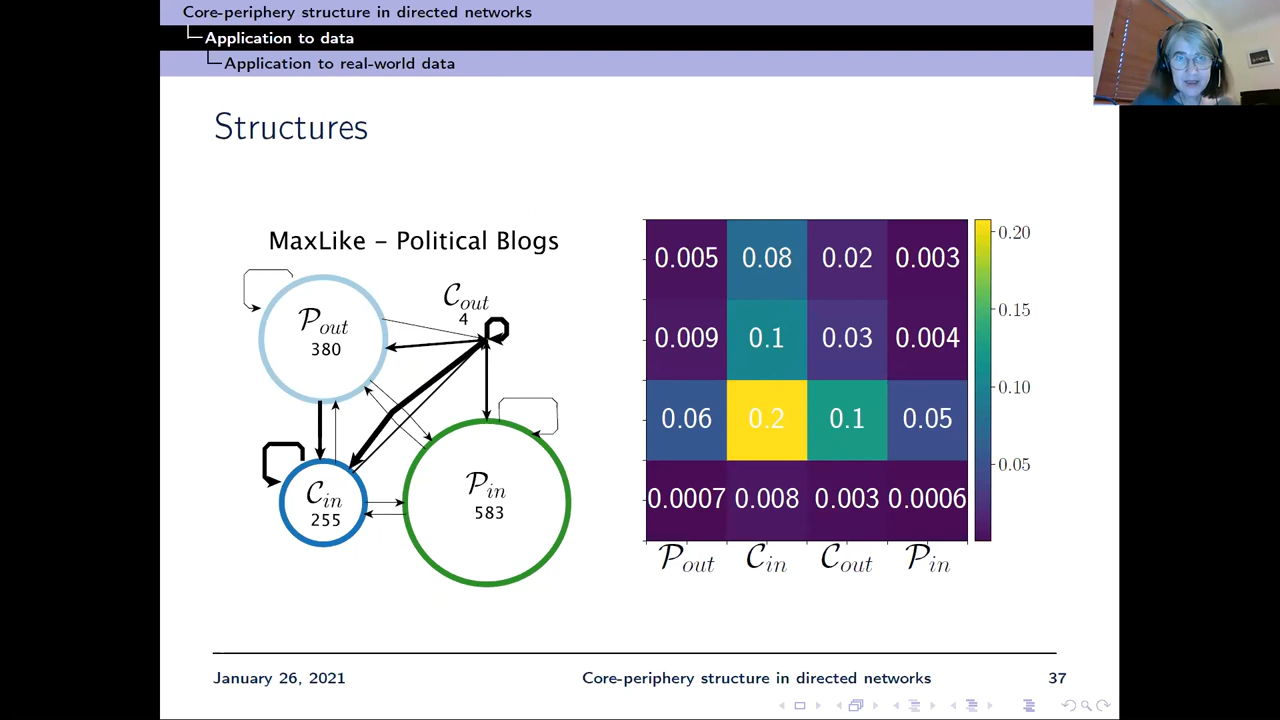 Core-periphery structure in directed networks
Application to data
Application to real-world data
Structures
MaxLike – Political Blogs
P_out
380
C_out
4
C_in
255
P_in
583
0.005 0.08 0.02 0.003
0.009 0.1 0.03 0.004
0.06 0.2 0.1 0.05
0.0007 0.008 0.003 0.0006
P_out C_in C_out P_in
0.20
0.15
0.10
0.05
January 26, 2021 Core-periphery structure in directed networks 37